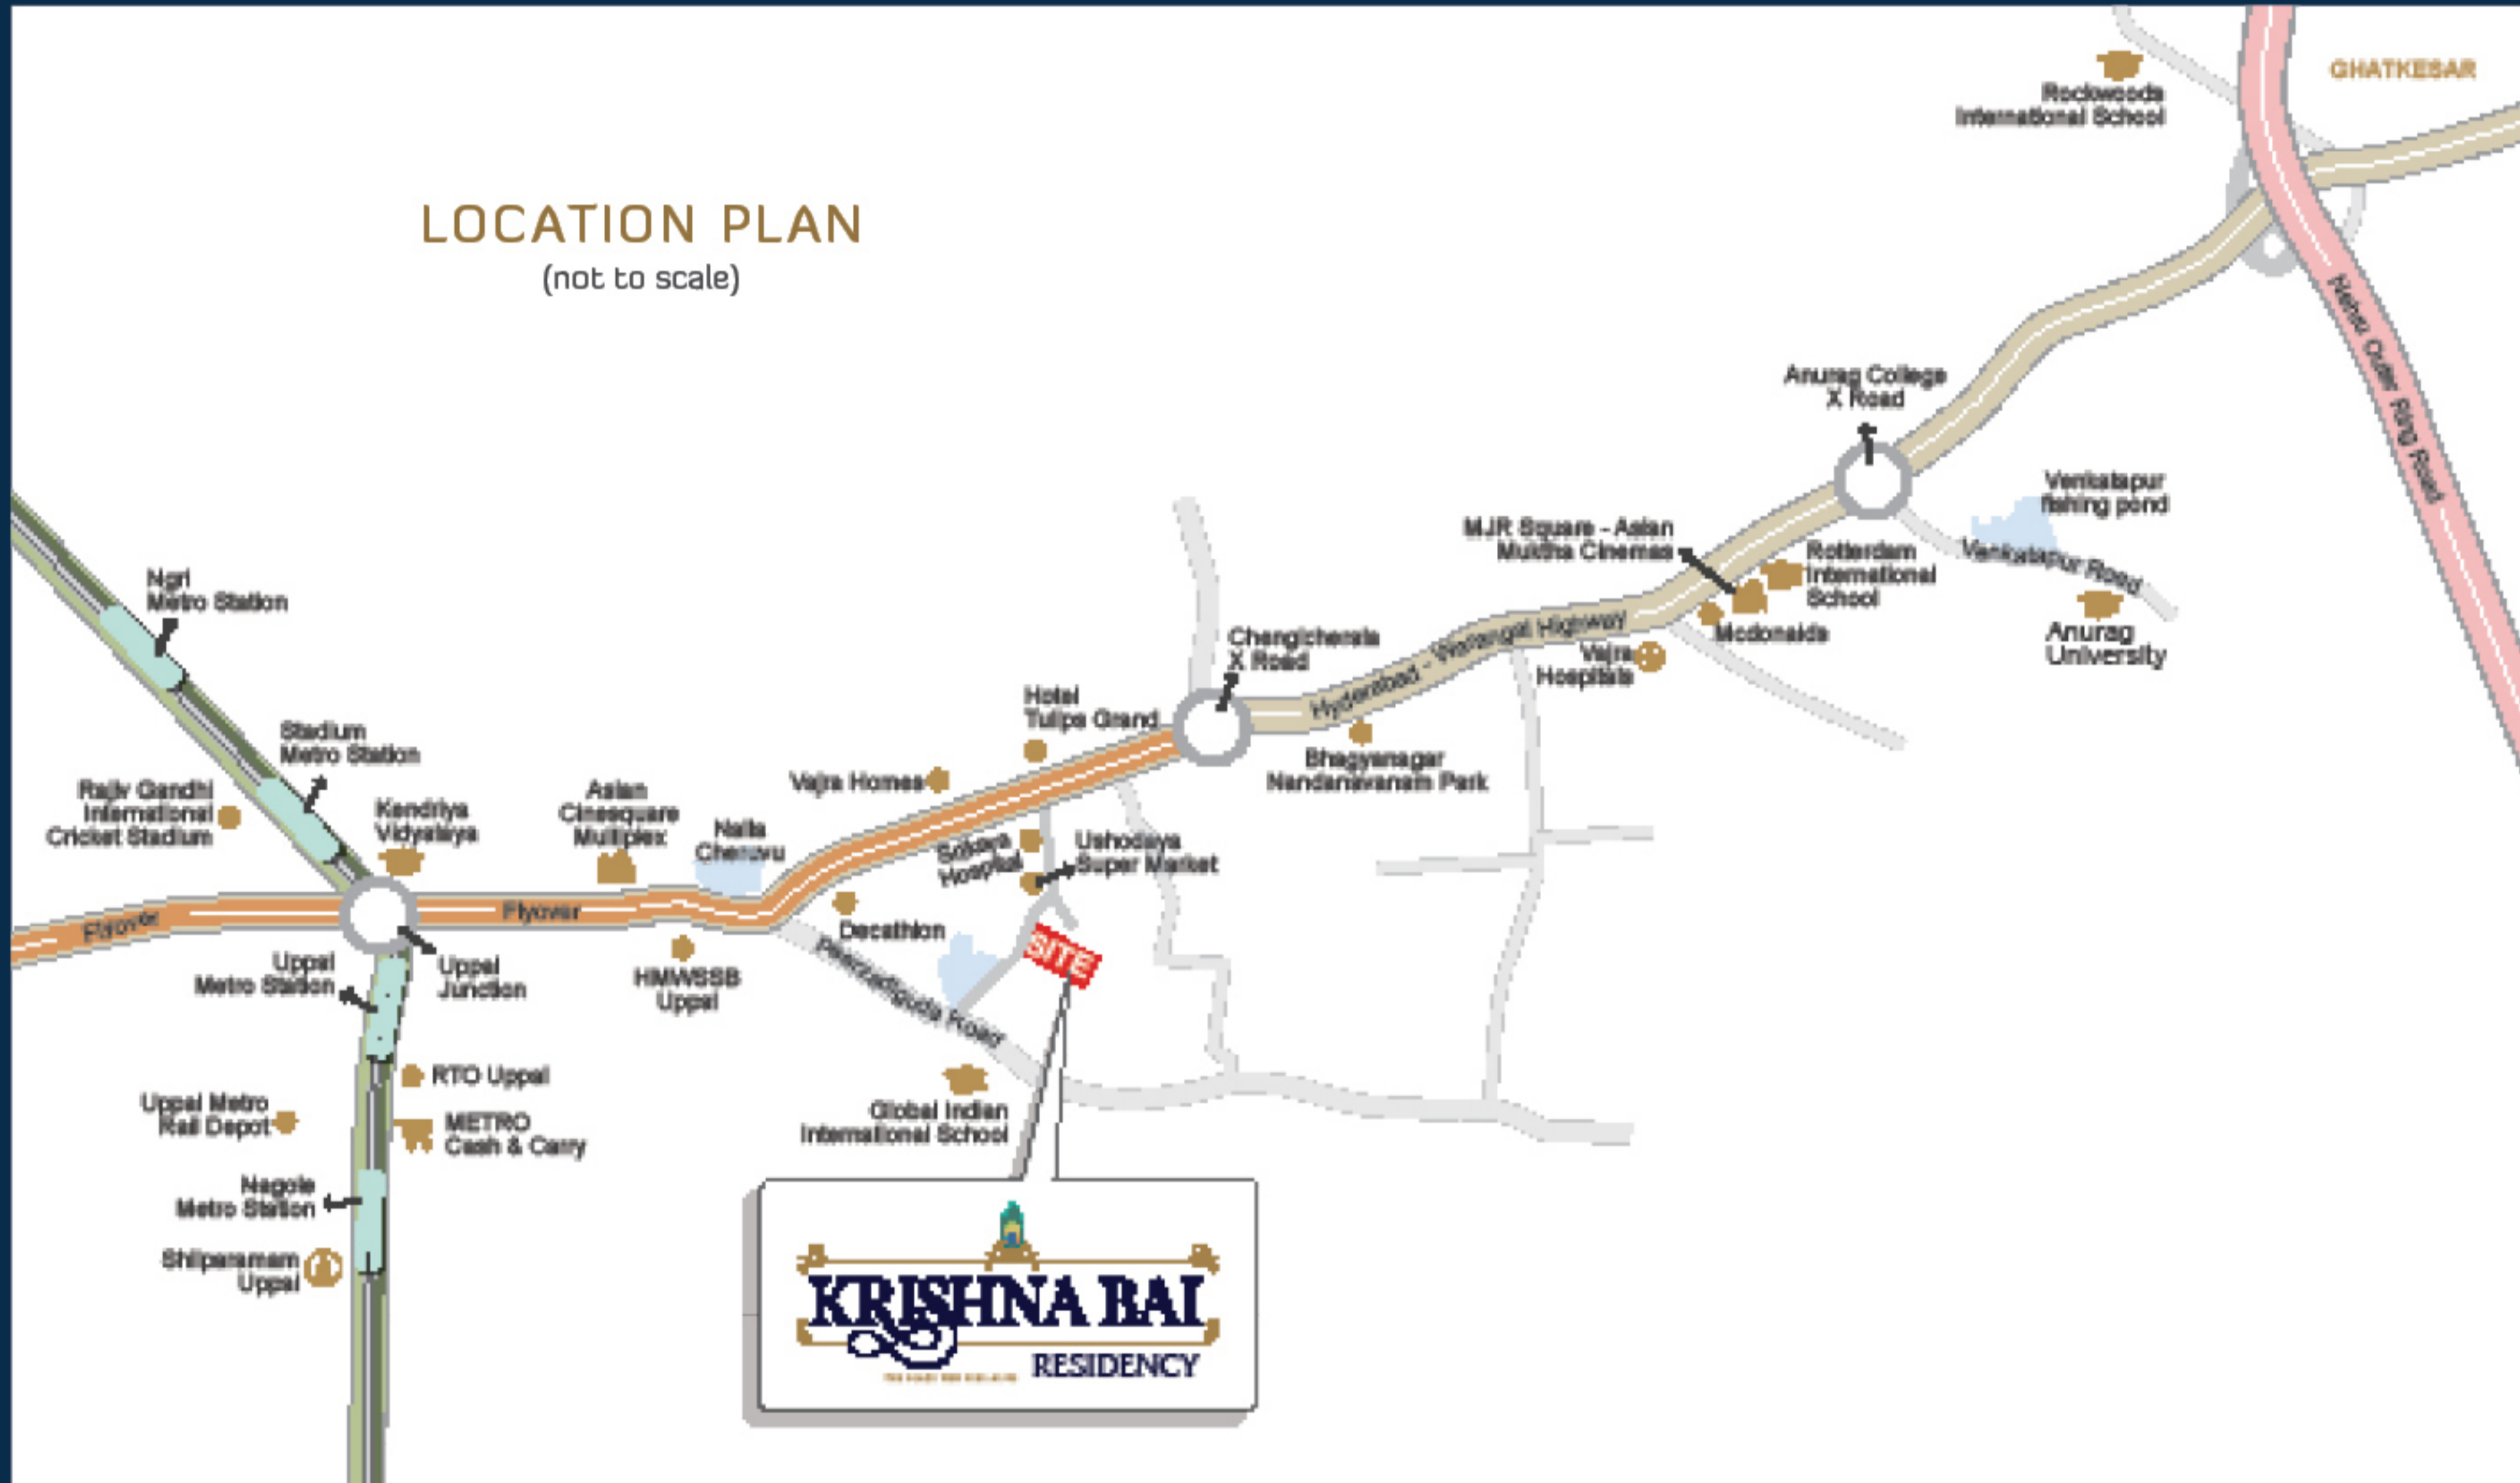 GHATKESAR
Rockwoods
International School
LOCATION PLAN
(not to scale)
Nehru Outer Ring Road
Anurag College
X Road
Venkatapur
fishing pond
MJR Square - Asian
Muktha Cinemas
Rotterdam
International
School
Venkatapur Road
Ngri
Metro Station
Mcdonalds
Anurag
University
Chengicherala
X Road
Hyderabad - Warangal Highway
Vajra
Hospitals
Hotel
Tulips Grand
Stadium
Metro Station
Bhagyanagar
Nandanavanam Park
Vajra Homes
Rajiv Gandhi
International
Cricket Stadium
Kendriya
Vidyalaya
Asian
Cinesquare
Multiplex
Nalla
Cheruvu
Hospital
Ushodaya
Super Market
Flyover
Flyover
Decathlon
SITE
Peerzadiguda Road
Uppal
Metro Station
Uppal
Junction
HMWSSB
Uppal
RTO Uppal
Uppal Metro
Rail Depot
METRO
Cash & Carry
Global Indian
International School
Nagole
Metro Station
Shilparamam
Uppal
KRISHNA BAI
RESIDENCY